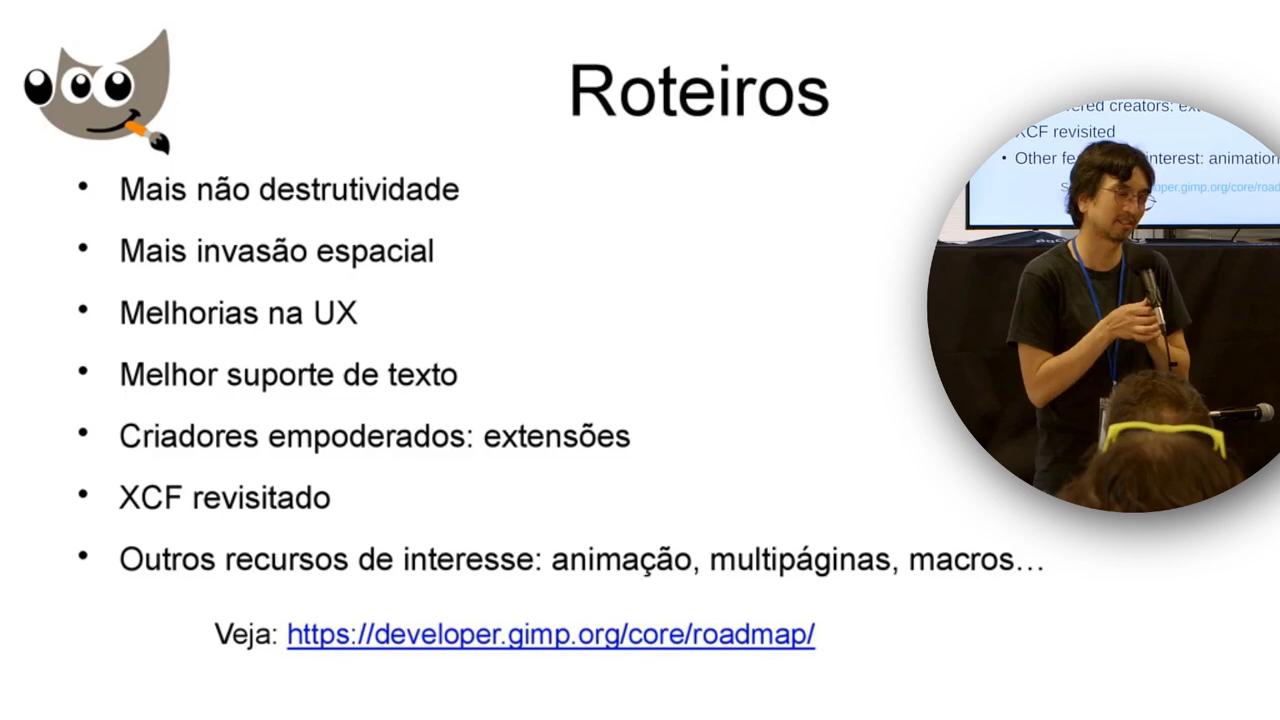 Roteiros
• Mais não destrutividade
• Mais invasão espacial
• Melhorias na UX
• Melhor suporte de texto
• Criadores empoderados: extensões
• XCF revisitado
• Outros recursos de interesse: animação, multipáginas, macros…
Veja: https://developer.gimp.org/core/roadmap/
creators:
XCF revisited
• Other interest: animation
.gimp.org/core/road